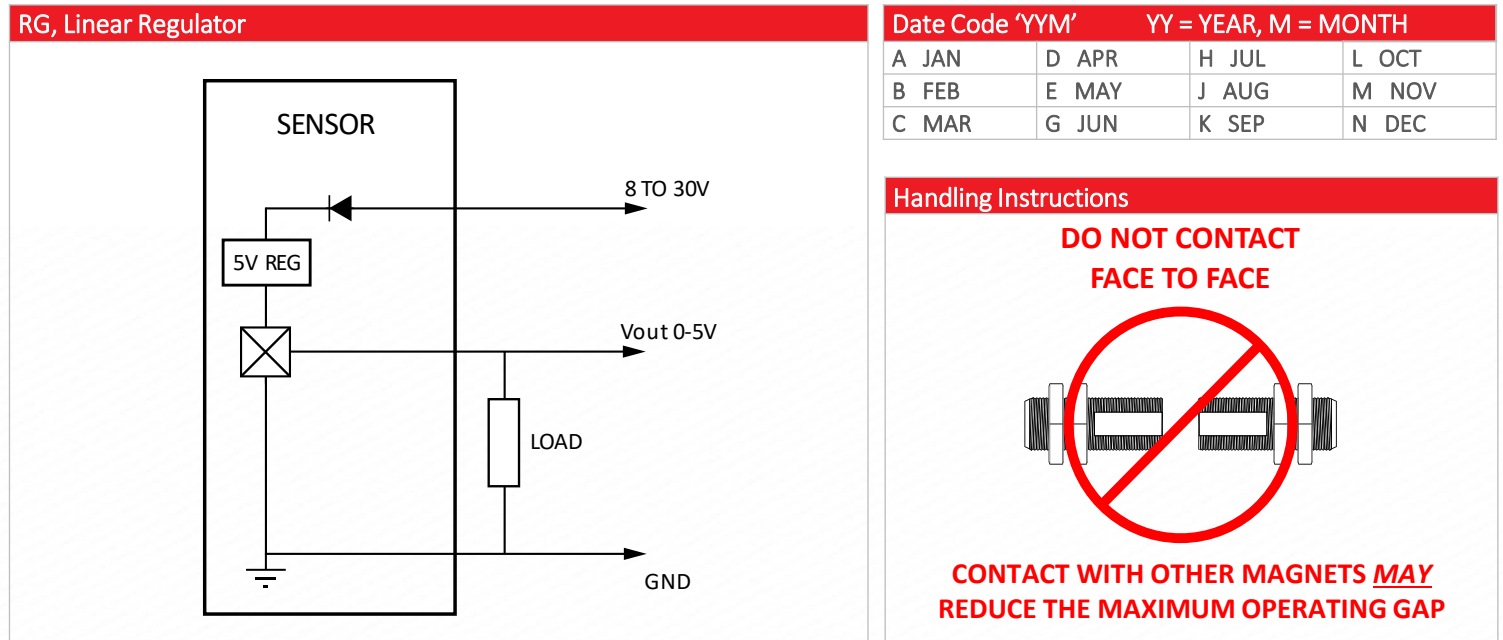 RG, Linear Regulator
SENSOR
8 TO 30V
5V REG
Vout 0-5V
LOAD
GND
Date Code ‘YYM’ YY = YEAR, M = MONTH
A JAN D APR H JUL L OCT
B FEB E MAY J AUG M NOV
C MAR G JUN K SEP N DEC
Handling Instructions
DO NOT CONTACT
FACE TO FACE
CONTACT WITH OTHER MAGNETS MAY
REDUCE THE MAXIMUM OPERATING GAP